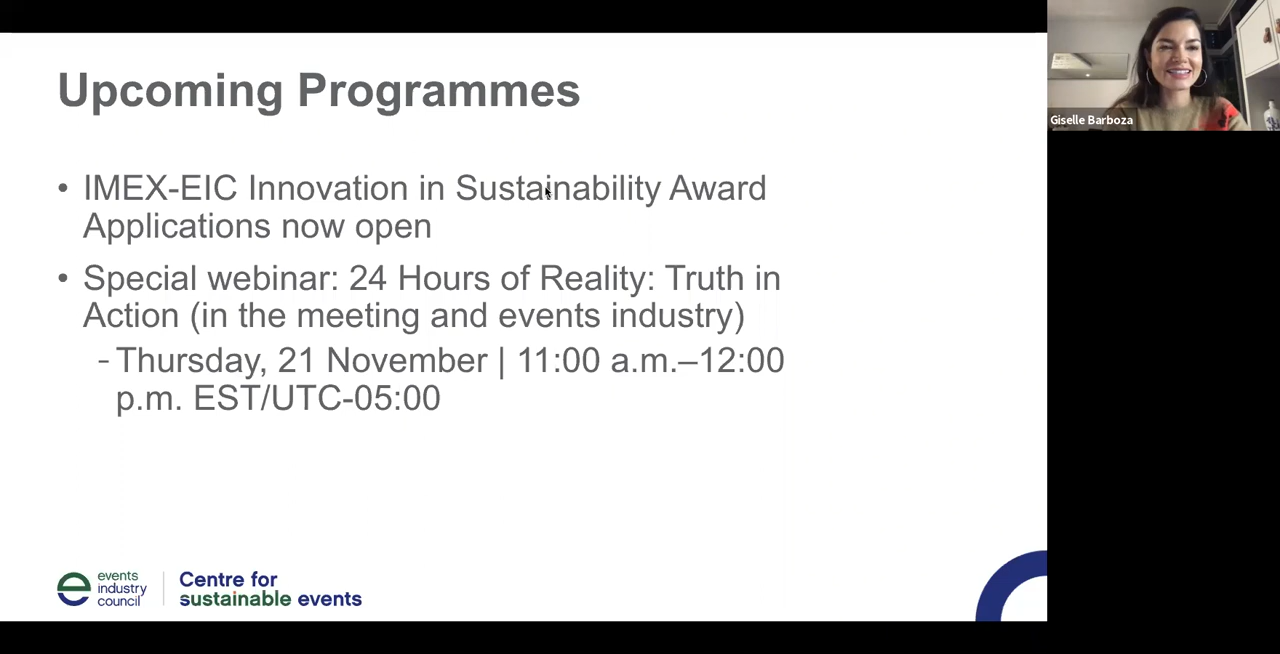 Upcoming Programmes
• IMEX-EIC Innovation in Sustainability Award
Applications now open
• Special webinar: 24 Hours of Reality: Truth in
Action (in the meeting and events industry)
- Thursday, 21 November | 11:00 a.m.–12:00
p.m. EST/UTC-05:00
events
industry
council
Centre for
sustainable events
Giselle Barboza